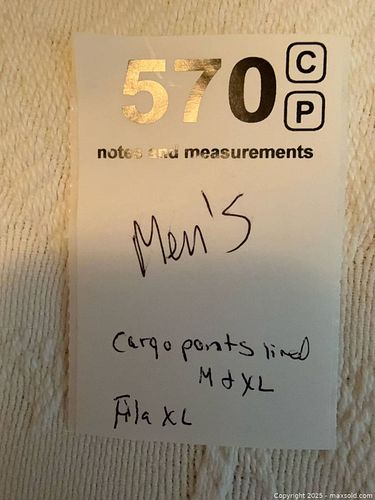 570 C
P
notes and measurements
Men's
Cargo pants lined
M & XL
Fila XL
Copyright 2025 - maxsold.com